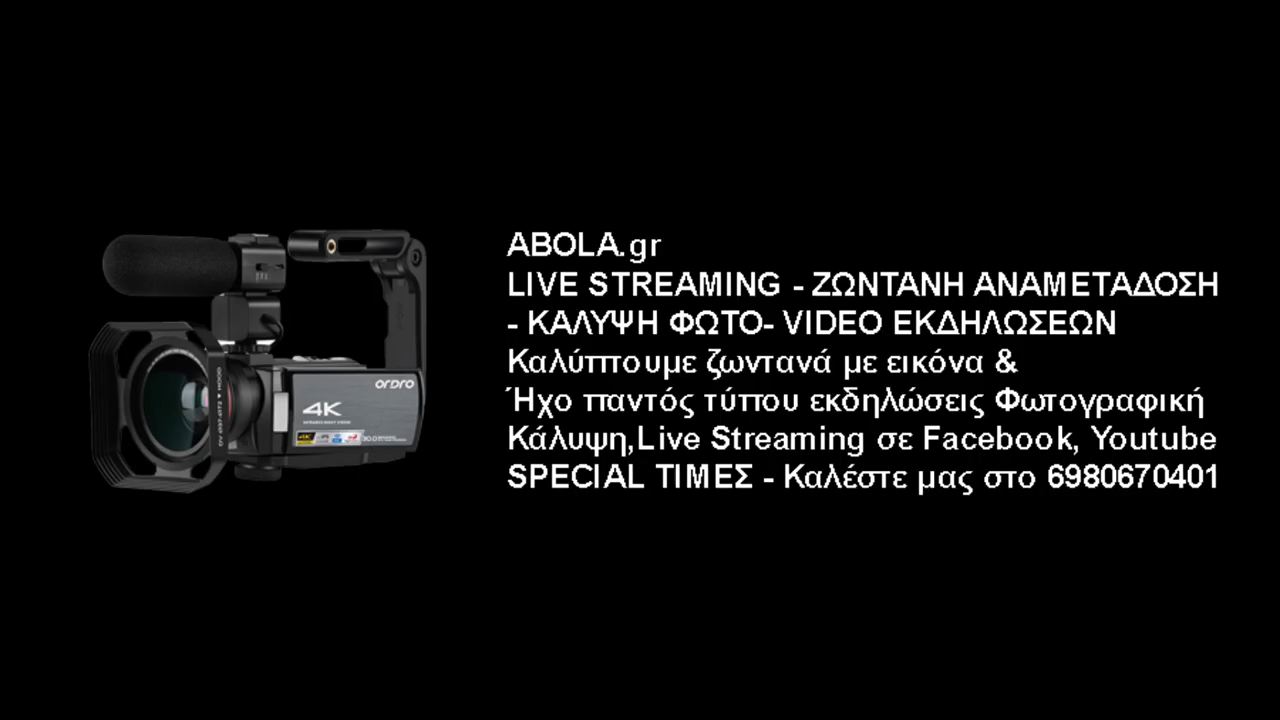 ABOLA.gr
LIVE STREAMING - ΖΩΝΤΑΝΗ ΑΝΑΜΕΤΑΔΟΣΗ
- ΚΑΛΥΨΗ ΦΩΤΟ- VIDEO ΕΚΔΗΛΩΣΕΩΝ
Καλύπτουμε ζωντανά με εικόνα &
Ήχο παντός τύπου εκδηλώσεις Φωτογραφική
Κάλυψη,Live Streaming σε Facebook, Youtube
SPECIAL TIMEΣ - Καλέστε μας στο 6980670401
ORDRO
4K